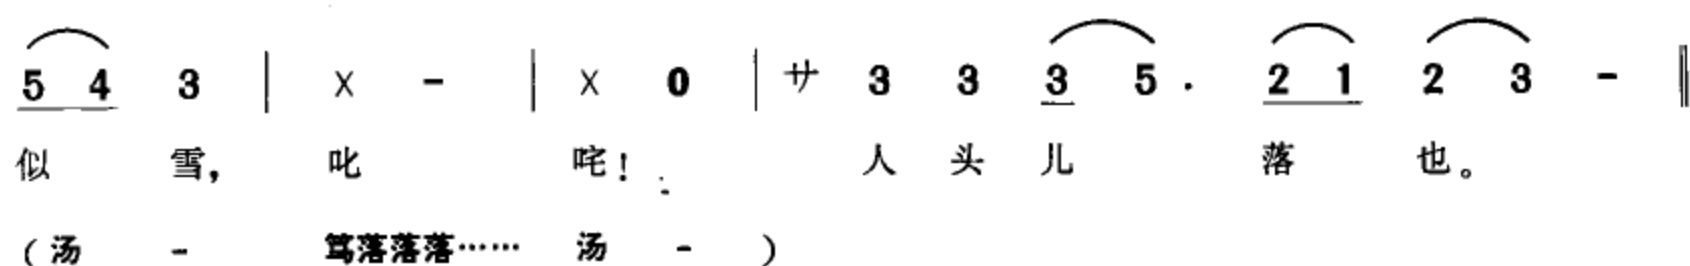 5 4 3 | X - | X 0 | サ 3 3 3 5 . 2 1 2 3 - ‖
似 雪， 叱 咤！ 人 头 儿 落 也。
（汤 - 笃落落落…… 汤 - ）